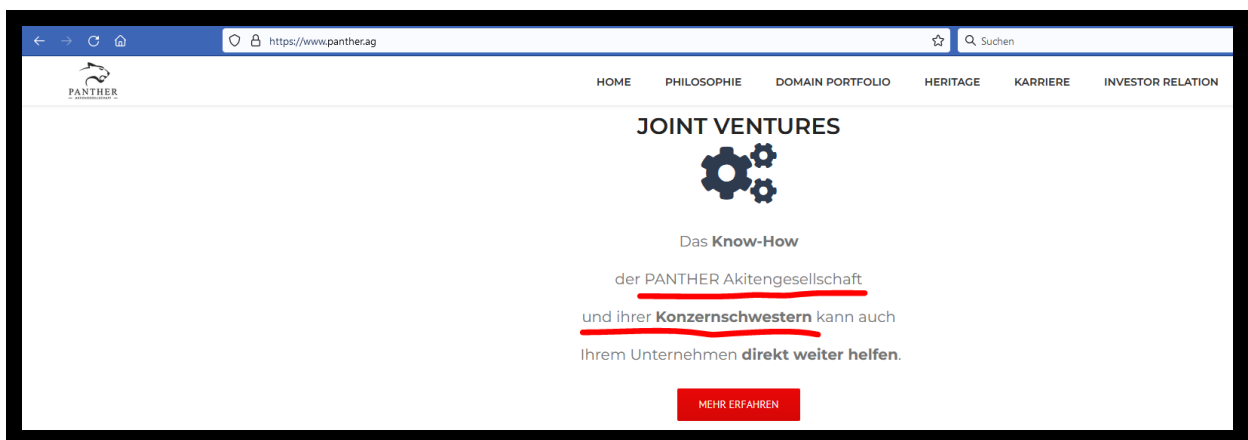 https://www.panther.ag
Suchen
PANTHER
AKTIENGESELLSCHAFT
HOME PHILOSOPHIE DOMAIN PORTFOLIO HERITAGE KARRIERE INVESTOR RELATION
JOINT VENTURES
Das Know-How
der PANTHER Akitengesellschaft
und ihrer Konzernschwestern kann auch
Ihrem Unternehmen direkt weiter helfen.
MEHR ERFAHREN